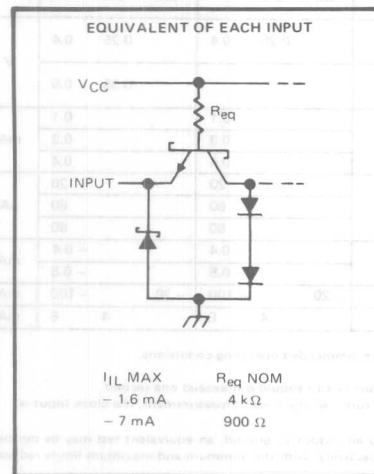 EQUIVALENT OF EACH INPUT
VCC
Req
INPUT
IIL MAX Req NOM
– 1.6 mA 4 kΩ
– 7 mA 900 Ω